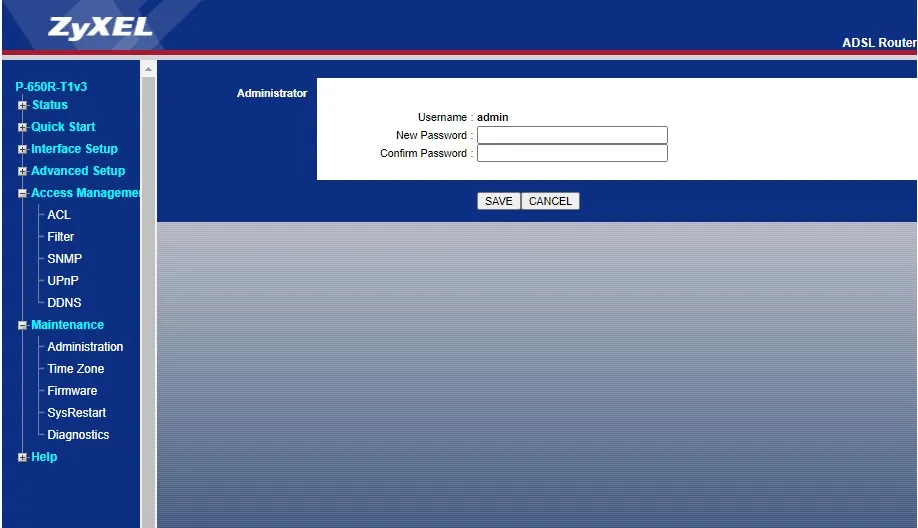 ZyXEL
ADSL Router
P-650R-T1v3
Status
Quick Start
Interface Setup
Advanced Setup
Access Managemen
ACL
Filter
SNMP
UPnP
DDNS
Maintenance
Administration
Time Zone
Firmware
SysRestart
Diagnostics
Help
Administrator
Username : admin
New Password :
Confirm Password :
SAVE CANCEL